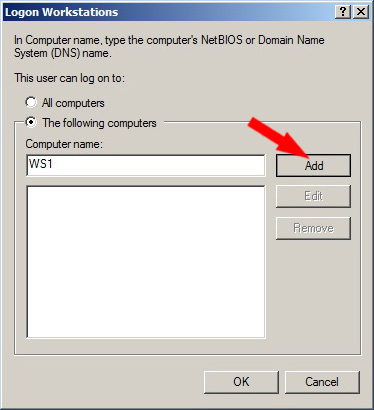 Logon Workstations
In Computer name, type the computer's NetBIOS or Domain Name
System (DNS) name.
This user can log on to:
All computers
The following computers
Computer name:
WS1
Add
Edit
Remove
OK
Cancel